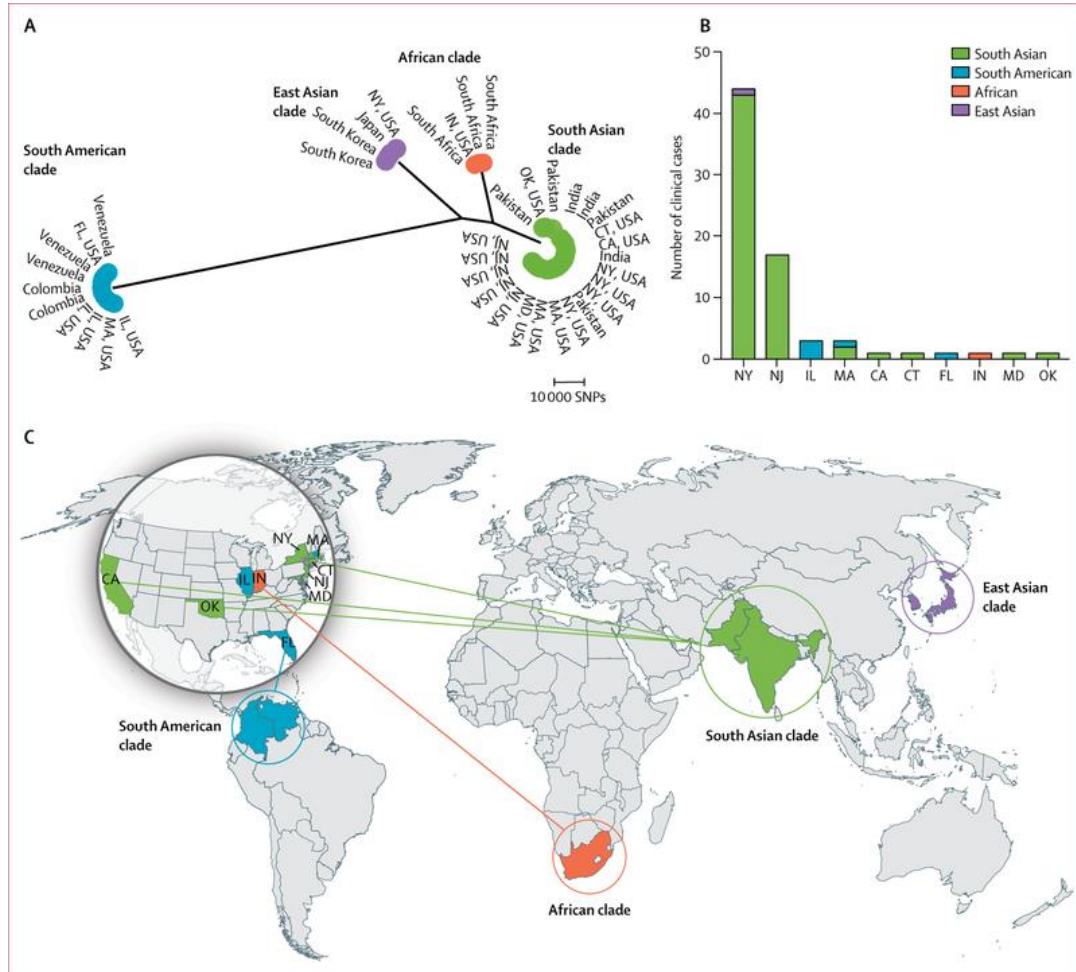 A
South American
clade
Venezuela
FL, USA
Venezuela
Venezuela
Colombia
Colombia
IL, USA
IL, USA
MA, USA
IL, USA
East Asian
clade
NY, USA
Japan
South Korea
South Korea
African clade
South Africa
South Africa
IN, USA
South Africa
South Asian
clade
Pakistan
OK, USA
Pakistan
India
India
Pakistan
CT, USA
CA, USA
India
NY, USA
NY, USA
NY, USA
Pakistan
NY, USA
NY, USA
MA, USA
MA, USA
MD, USA
NJ, USA
NJ, USA
NJ, USA
NJ, USA
10 000 SNPs
B
Number of clinical cases
50
40
30
20
10
0
NY
NJ
IL
MA
CA
CT
FL
IN
MD
OK
South Asian
South American
African
East Asian
C
NY
MA
CT
NJ
MD
CA
IL
IN
OK
FL
South American
clade
African clade
South Asian clade
East Asian
clade